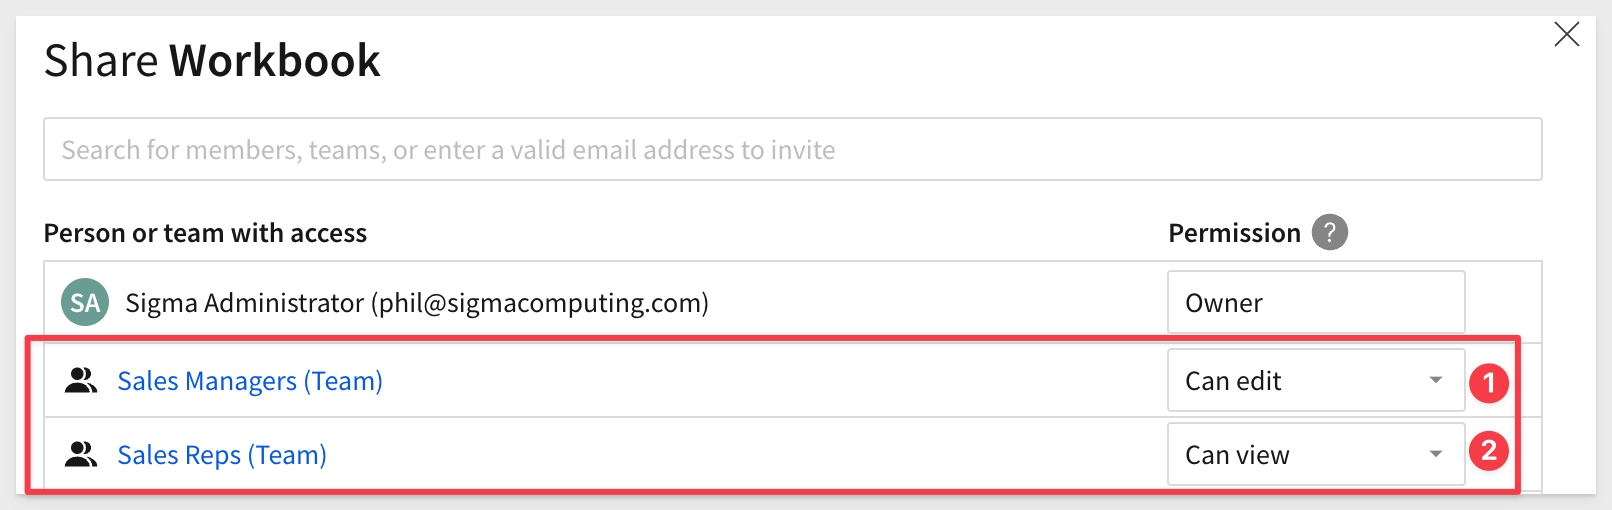 Share Workbook
Search for members, teams, or enter a valid email address to invite
Person or team with access Permission ?
SA Sigma Administrator (phil@sigmacomputing.com) Owner
Sales Managers (Team) Can edit 1
Sales Reps (Team) Can view 2